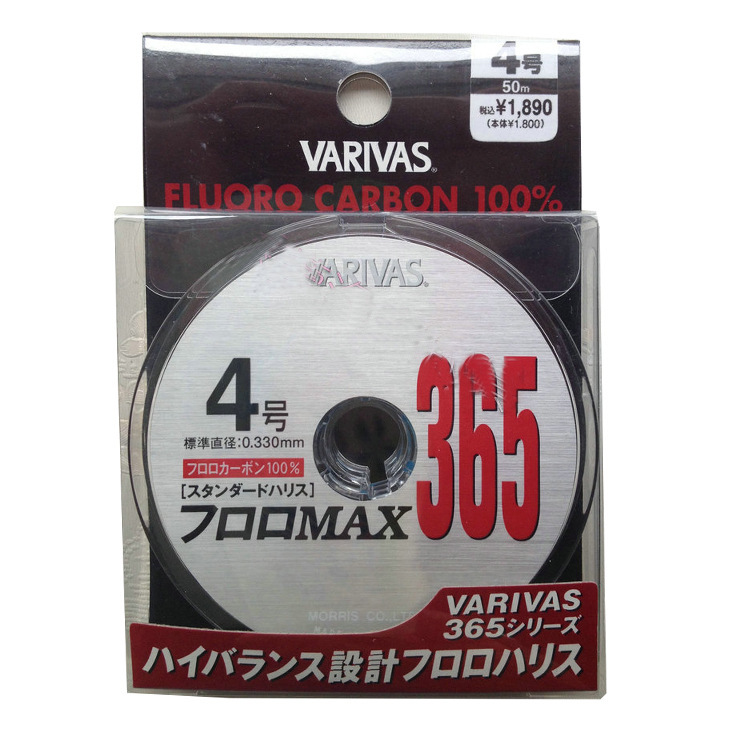 4号
50m
税込¥1,890
(本体¥1.800)
VARIVAS®
FLUORO CARBON 100%
VARIVAS®
365
4号
標準直径:0.330mm
フロロカーボン100%
[スタンダードハリス]
フロロMAX
MORRIS CO.,LTD
VARIVAS
365シリーズ
ハイバランス設計フロロハリス